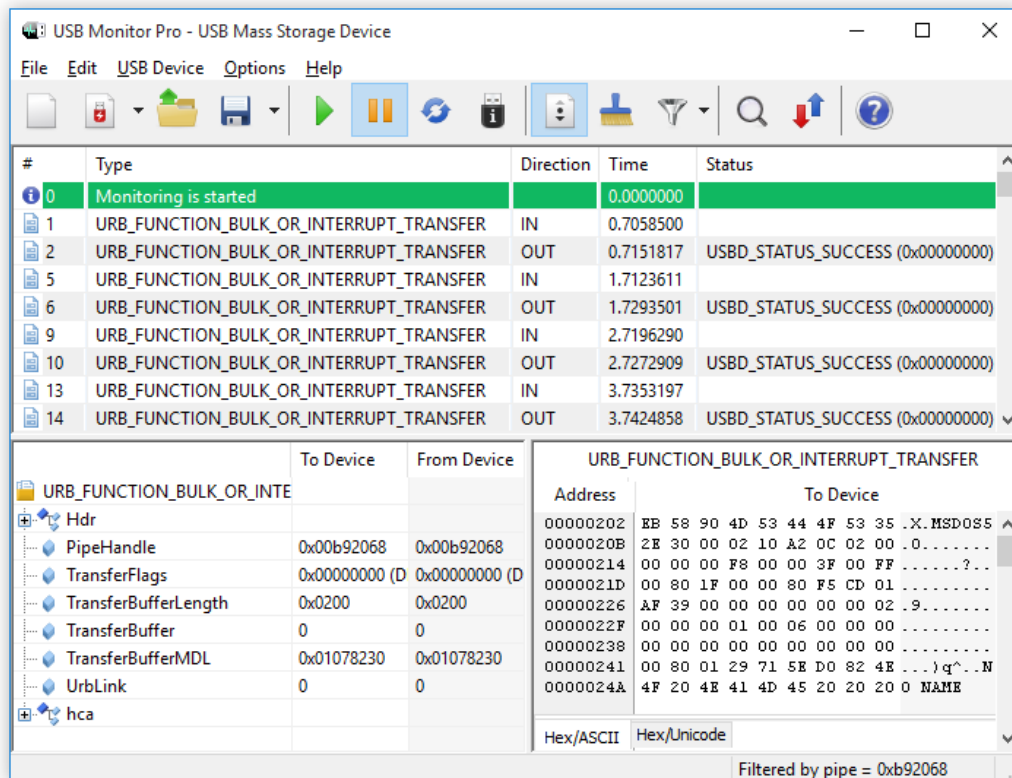 USB Monitor Pro - USB Mass Storage Device
File Edit USB Device Options Help
# Type Direction Time Status
0 Monitoring is started 0.0000000
1 URB_FUNCTION_BULK_OR_INTERRUPT_TRANSFER IN 0.7058500
2 URB_FUNCTION_BULK_OR_INTERRUPT_TRANSFER OUT 0.7151817 USBD_STATUS_SUCCESS (0x00000000)
5 URB_FUNCTION_BULK_OR_INTERRUPT_TRANSFER IN 1.7123611
6 URB_FUNCTION_BULK_OR_INTERRUPT_TRANSFER OUT 1.7293501 USBD_STATUS_SUCCESS (0x00000000)
9 URB_FUNCTION_BULK_OR_INTERRUPT_TRANSFER IN 2.7196290
10 URB_FUNCTION_BULK_OR_INTERRUPT_TRANSFER OUT 2.7272909 USBD_STATUS_SUCCESS (0x00000000)
13 URB_FUNCTION_BULK_OR_INTERRUPT_TRANSFER IN 3.7353197
14 URB_FUNCTION_BULK_OR_INTERRUPT_TRANSFER OUT 3.7424858 USBD_STATUS_SUCCESS (0x00000000)
To Device From Device
URB_FUNCTION_BULK_OR_INTE
Hdr
PipeHandle 0x00b92068 0x00b92068
TransferFlags 0x00000000 (D 0x00000000 (D
TransferBufferLength 0x0200 0x0200
TransferBuffer 0 0
TransferBufferMDL 0x01078230 0x01078230
UrbLink 0 0
hca
URB_FUNCTION_BULK_OR_INTERRUPT_TRANSFER
Address To Device
00000202 EB 58 90 4D 53 44 4F 53 35 .X.MSDOS5
0000020B 2E 30 00 02 10 A2 0C 02 00 .0.......
00000214 00 00 00 F8 00 00 3F 00 FF ......?..
0000021D 00 80 1F 00 00 80 F5 CD 01 .........
00000226 AF 39 00 00 00 00 00 00 02 .9.......
0000022F 00 00 00 01 00 06 00 00 00 .........
00000238 00 00 00 00 00 00 00 00 00 .........
00000241 00 80 01 29 71 5E D0 82 4E ...)q^..N
0000024A 4F 20 4E 41 4D 45 20 20 20 O NAME
Hex/ASCII Hex/Unicode
Filtered by pipe = 0xb92068